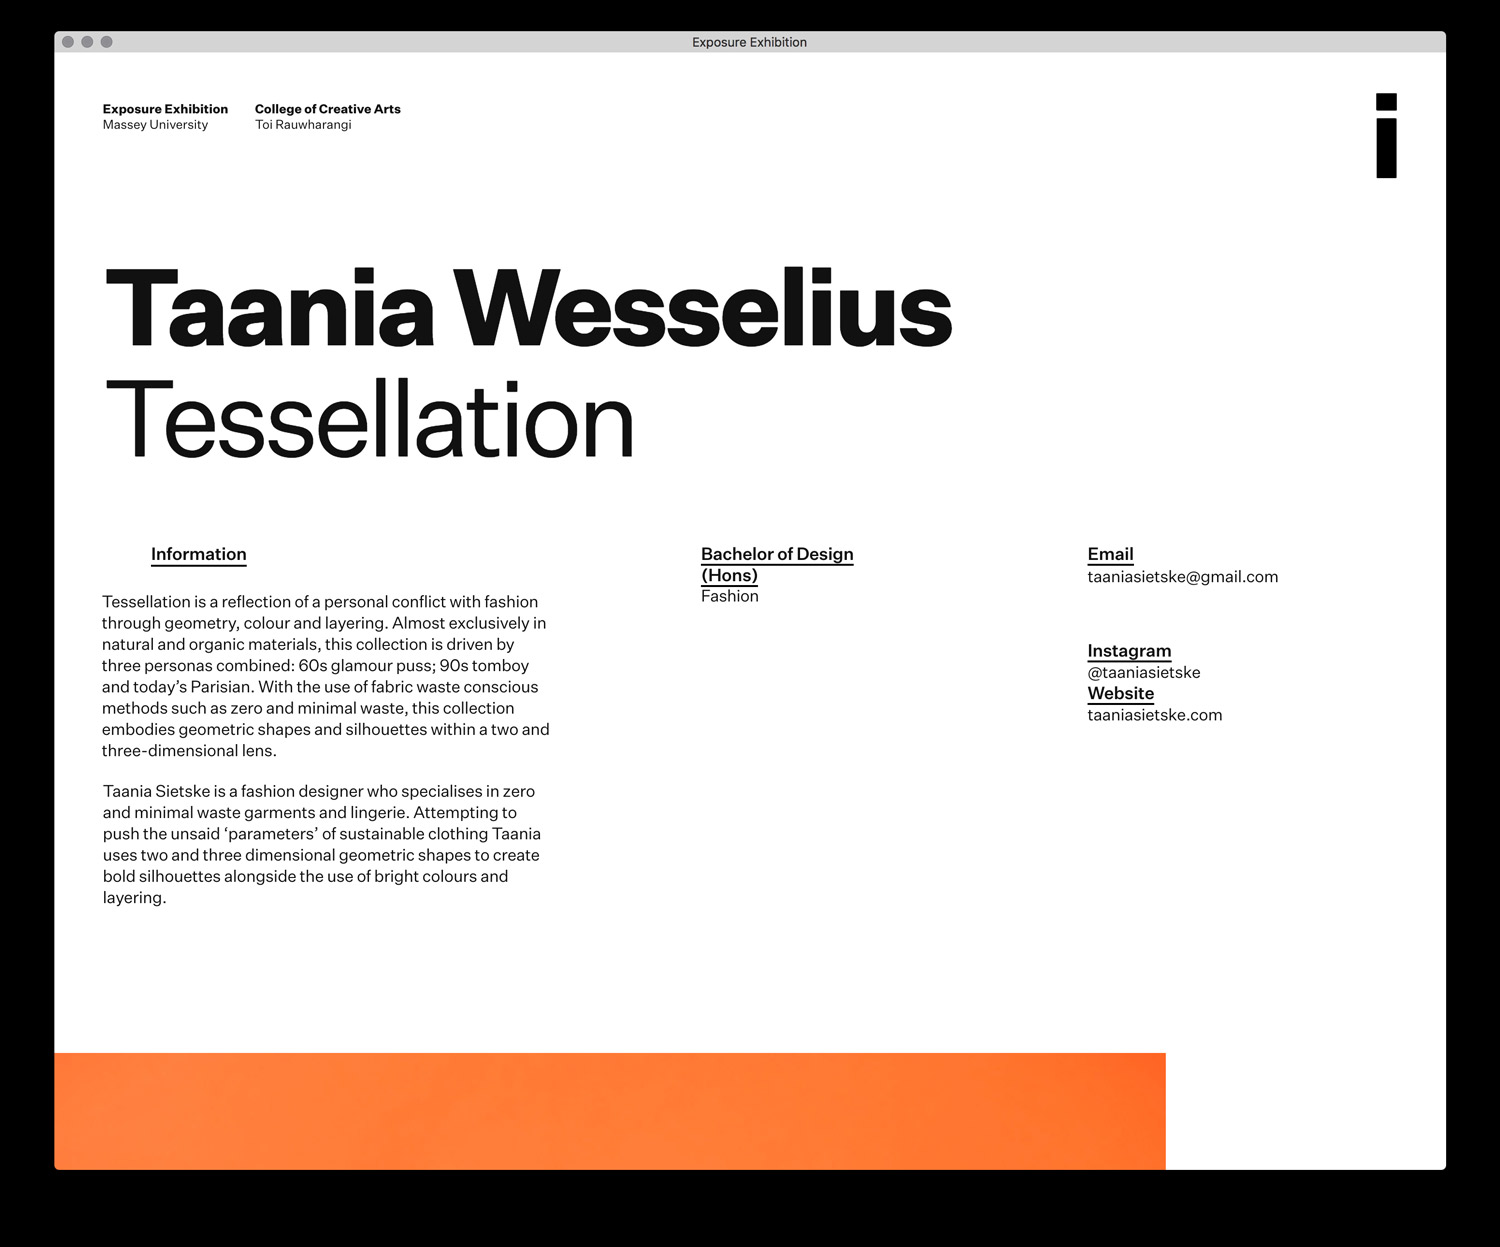 Exposure Exhibition
Exposure Exhibition
Massey University
College of Creative Arts
Toi Rauwharangi
i
Taania Wesselius
Tessellation
Information
Tessellation is a reflection of a personal conflict with fashion
through geometry, colour and layering. Almost exclusively in
natural and organic materials, this collection is driven by
three personas combined: 60s glamour puss; 90s tomboy
and today’s Parisian. With the use of fabric waste conscious
methods such as zero and minimal waste, this collection
embodies geometric shapes and silhouettes within a two and
three-dimensional lens.
Taania Sietske is a fashion designer who specialises in zero
and minimal waste garments and lingerie. Attempting to
push the unsaid ‘parameters’ of sustainable clothing Taania
uses two and three dimensional geometric shapes to create
bold silhouettes alongside the use of bright colours and
layering.
Bachelor of Design
(Hons)
Fashion
Email
taaniasietske@gmail.com
Instagram
@taaniasietske
Website
taaniasietske.com